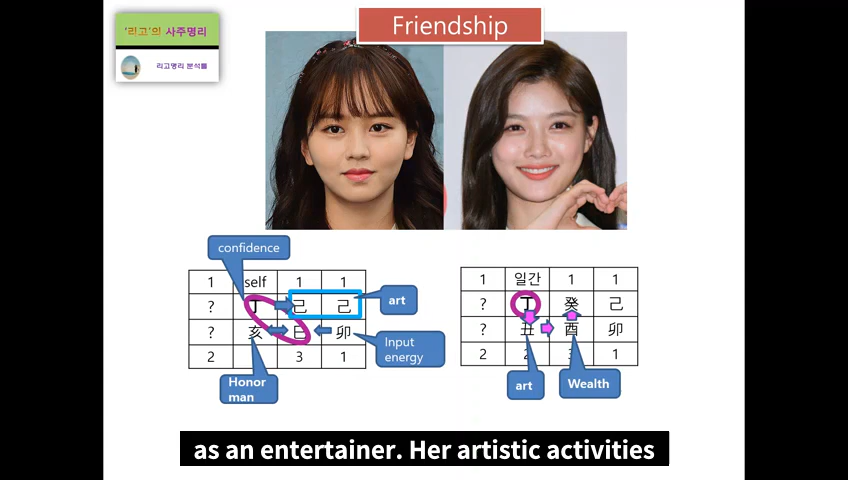 Friendship
'리고'의 사주명리
리고명리 분석틀
confidence
1 self 1 1
? 丁 己 己
? 亥 巳 卯
2 3 1
art
Input
energy
Honor
man
1 일간 1 1
? 丁 癸 己
? 丑 酉 卯
2 2 3 1
art
Wealth
as an entertainer. Her artistic activities